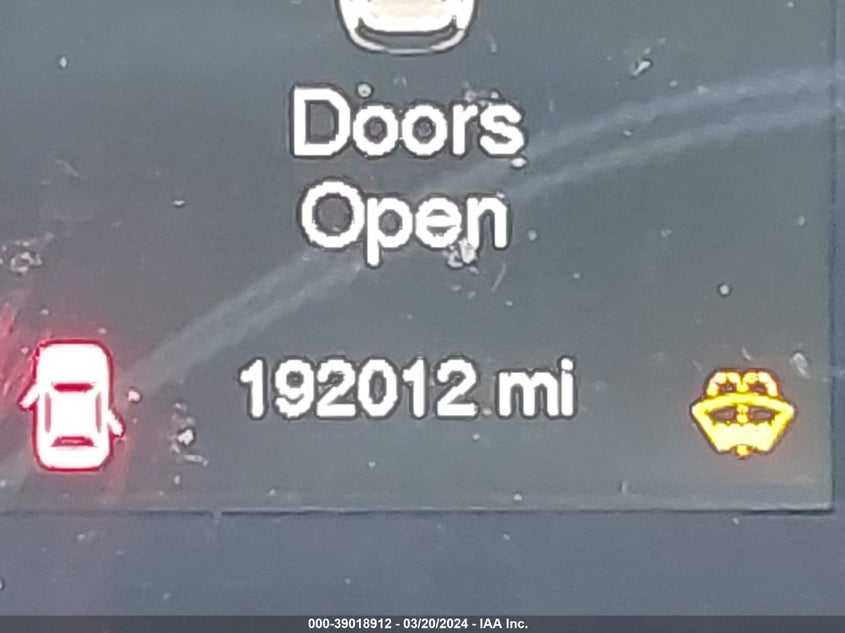 Doors
Open
192012 mi
000-39018912 - 03/20/2024 - IAA Inc.